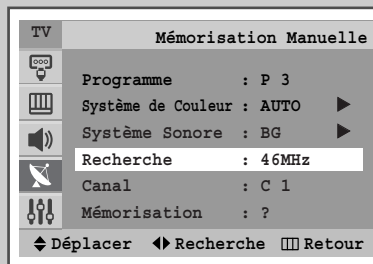 TV
Mémorisation Manuelle
Programme : P 3
Système de Couleur : AUTO
Système Sonore : BG
Recherche : 46MHz
Canal : C 1
Mémorisation : ?
Déplacer Recherche Retour